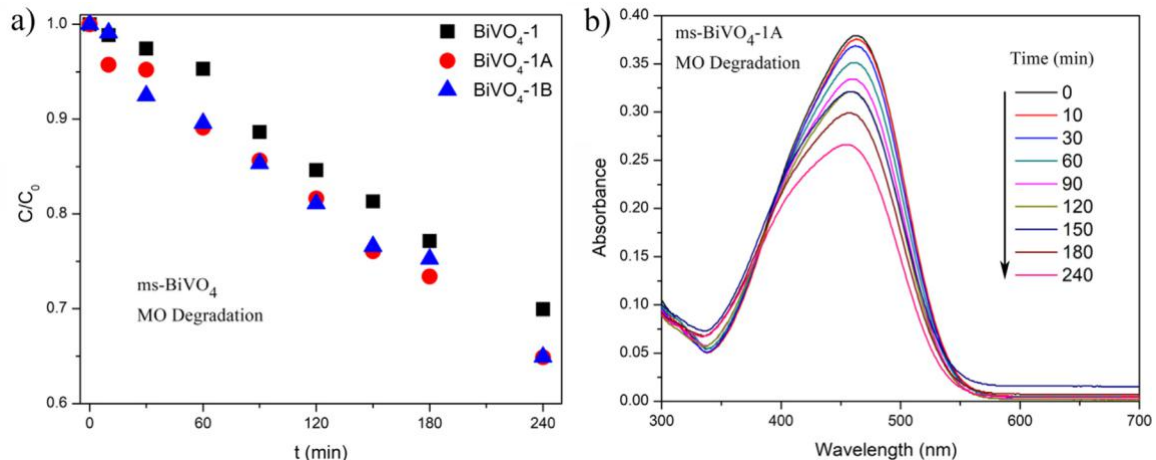 a)
1.0
0.9
0.8
0.7
0.6
C/C₀
0
60
120
180
240
t (min)
BiVO₄-1
BiVO₄-1A
BiVO₄-1B
ms-BiVO₄
MO Degradation
b)
0.40
0.35
0.30
0.25
0.20
0.15
0.10
0.05
0.00
Absorbance
300
400
500
600
700
Wavelength (nm)
ms-BiVO₄-1A
MO Degradation
Time (min)
0
10
30
60
90
120
150
180
240